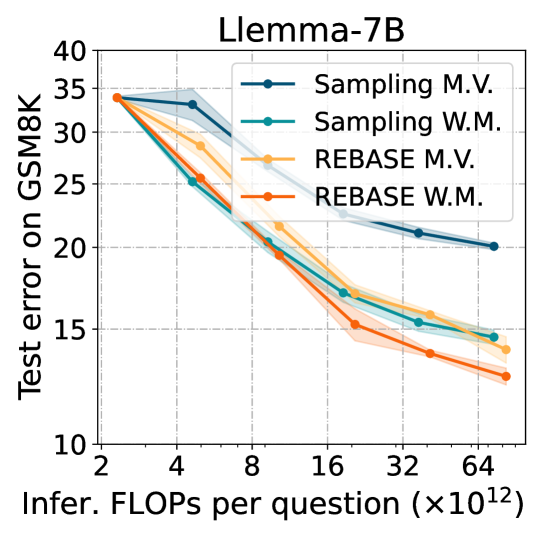 Llemma-7B
Test error on GSM8K
40
35
30
25
20
15
10
Sampling M.V.
Sampling W.M.
REBASE M.V.
REBASE W.M.
2 4 8 16 32 64
Infer. FLOPs per question (×10¹²)